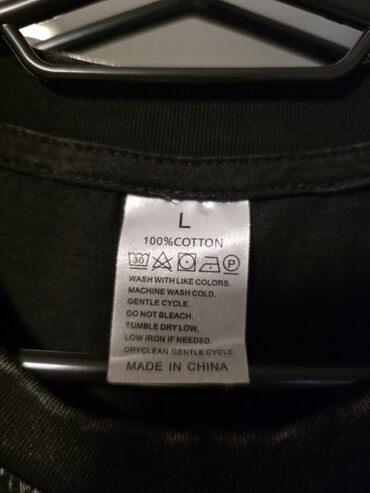 L
100%COTTON
30 P
WASH WITH LIKE COLORS.
MACHINE WASH COLD.
GENTLE CYCLE.
DO NOT BLEACH.
TUMBLE DRY LOW.
LOW IRON IF NEEDED.
DRYCLEAN.GENTLE CYCLE
MADE IN CHINA